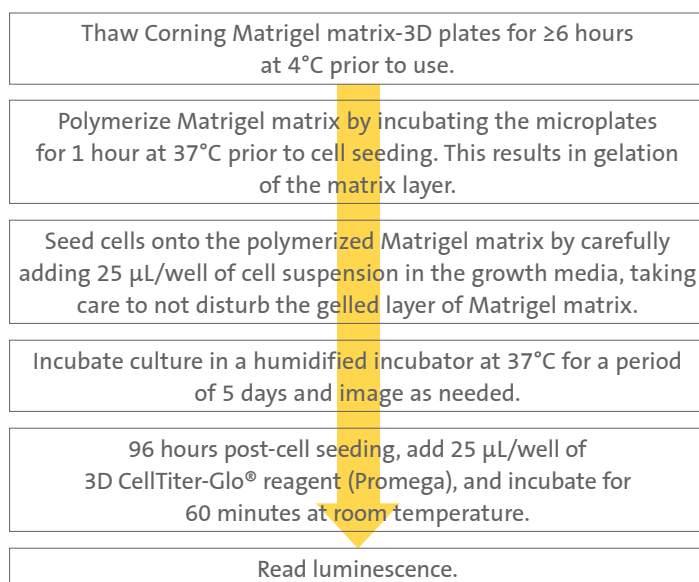 Thaw Corning Matrigel matrix-3D plates for ≥6 hours
at 4°C prior to use.
Polymerize Matrigel matrix by incubating the microplates
for 1 hour at 37°C prior to cell seeding. This results in gelation
of the matrix layer.
Seed cells onto the polymerized Matrigel matrix by carefully
adding 25 µL/well of cell suspension in the growth media, taking
care to not disturb the gelled layer of Matrigel matrix.
Incubate culture in a humidified incubator at 37°C for a period
of 5 days and image as needed.
96 hours post-cell seeding, add 25 µL/well of
3D CellTiter-Glo® reagent (Promega), and incubate for
60 minutes at room temperature.
Read luminescence.